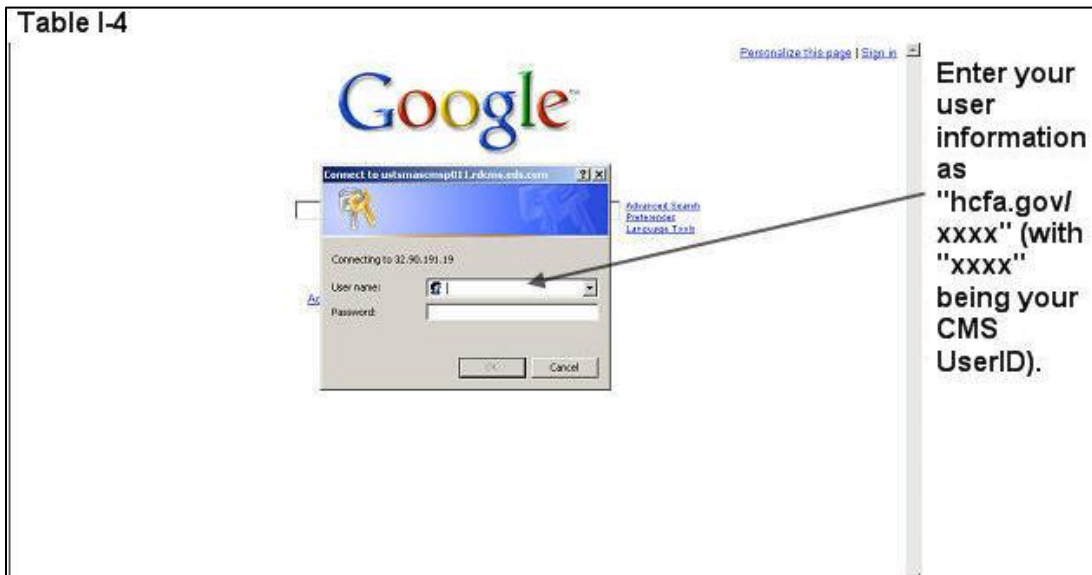 Table I-4
Personalize this page | Sign in
Google™
Connect to ustsmascmsp011.rdcms.eds.com
Advanced Search
Preferences
Language Tools
Connecting to 32.90.191.19
User name:
Password:
OK
Cancel
Enter your
user
information
as
"hcfa.gov/
xxxx" (with
"xxxx"
being your
CMS
UserID).